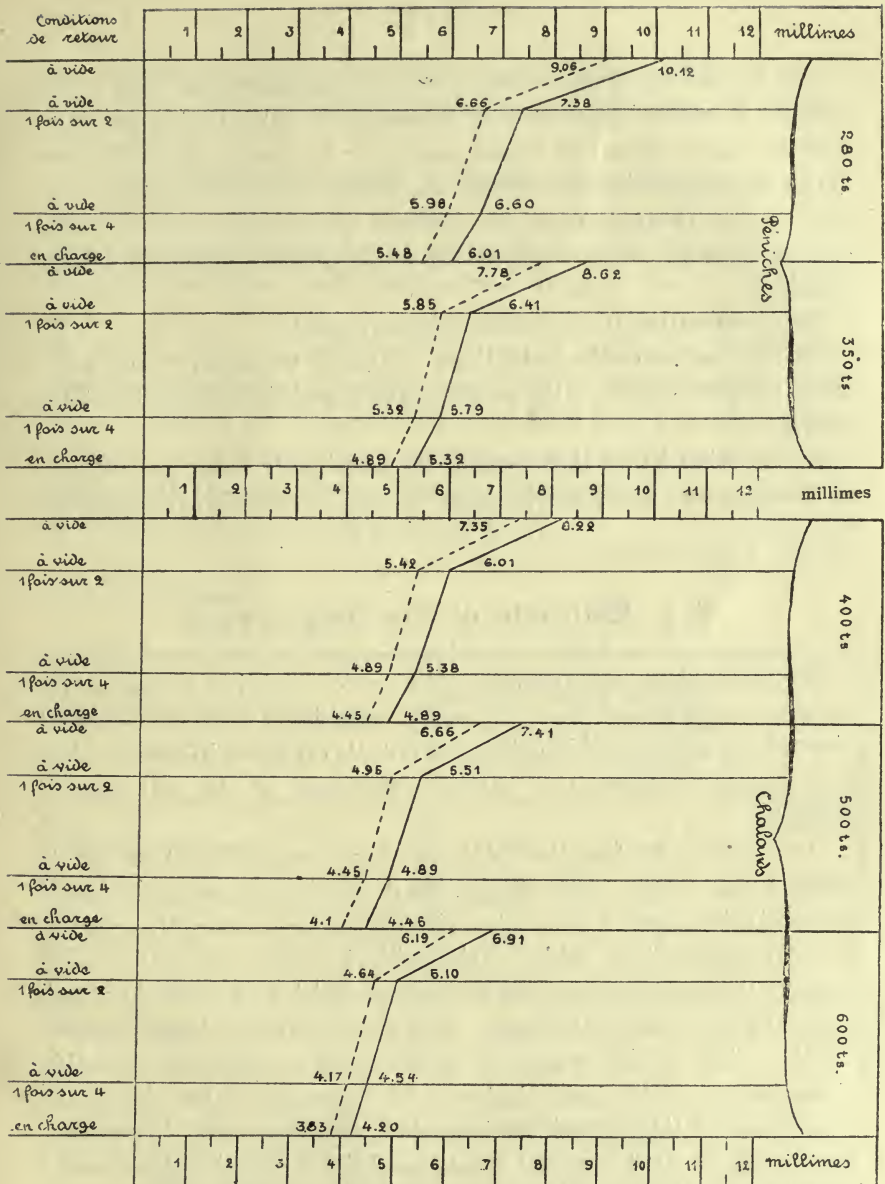 Conditions
de retour
1 2 3 4 5 6 7 8 9 10 11 12 millimes
à vide 9.06 10.12
à vide 6.66 7.38
1 fois sur 2
280 ts.
à vide 5.98 6.60
1 fois sur 4
en charge 5.48 6.01
Péniches
à vide 7.78 8.62
à vide 5.85 6.41
1 fois sur 2
350 ts
à vide 5.32 5.79
1 fois sur 4
en charge 4.89 5.32
1 2 3 4 5 6 7 8 9 10 11 12 millimes
à vide 7.35 8.22
à vide 5.42 6.01
1 fois sur 2
400 ts
à vide 4.89 5.38
1 fois sur 4
en charge 4.45 4.89
à vide 6.66 7.41
à vide 4.95 5.51
1 fois sur 2
500 ts.
Chalands
à vide 4.45 4.89
1 fois sur 4
en charge 4.1 4.46
à vide 6.19 6.91
à vide 4.64 5.10
1 fois sur 2
600 ts.
à vide 4.17 4.54
1 fois sur 4
en charge 3.83 4.20
1 2 3 4 5 6 7 8 9 10 11 12 millimes